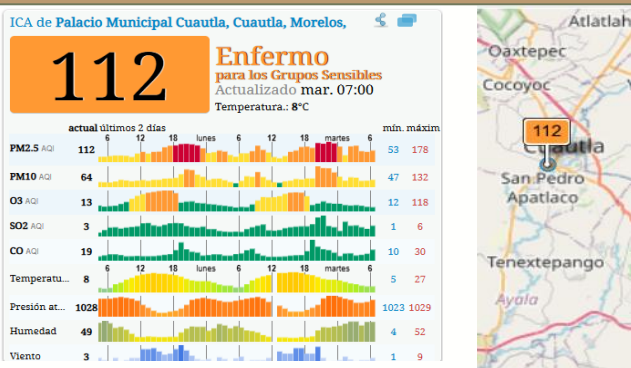 ICA de Palacio Municipal Cuautla, Cuautla, Morelos,
112
Enfermo
para los Grupos Sensibles
Actualizado mar. 07:00
Temperatura.: 8°C
actual últimos 2 días
mín. máxim
6 12 18 lunes 6 12 18 martes 6
PM2.5 AQI 112 53 178
PM10 AQI 64 47 132
O3 AQI 13 12 118
SO2 AQI 3 1 6
CO AQI 19 10 30
6 12 18 lunes 6 12 18 martes 6
Temperatu... 8 5 27
Presión at... 1028 1023 1029
Humedad 49 4 52
Viento 3 1 9
Atlatlah
Oaxtepec
Cocoyoc
112
San Pedro
Apatlaco
Tenextepango
Ayala